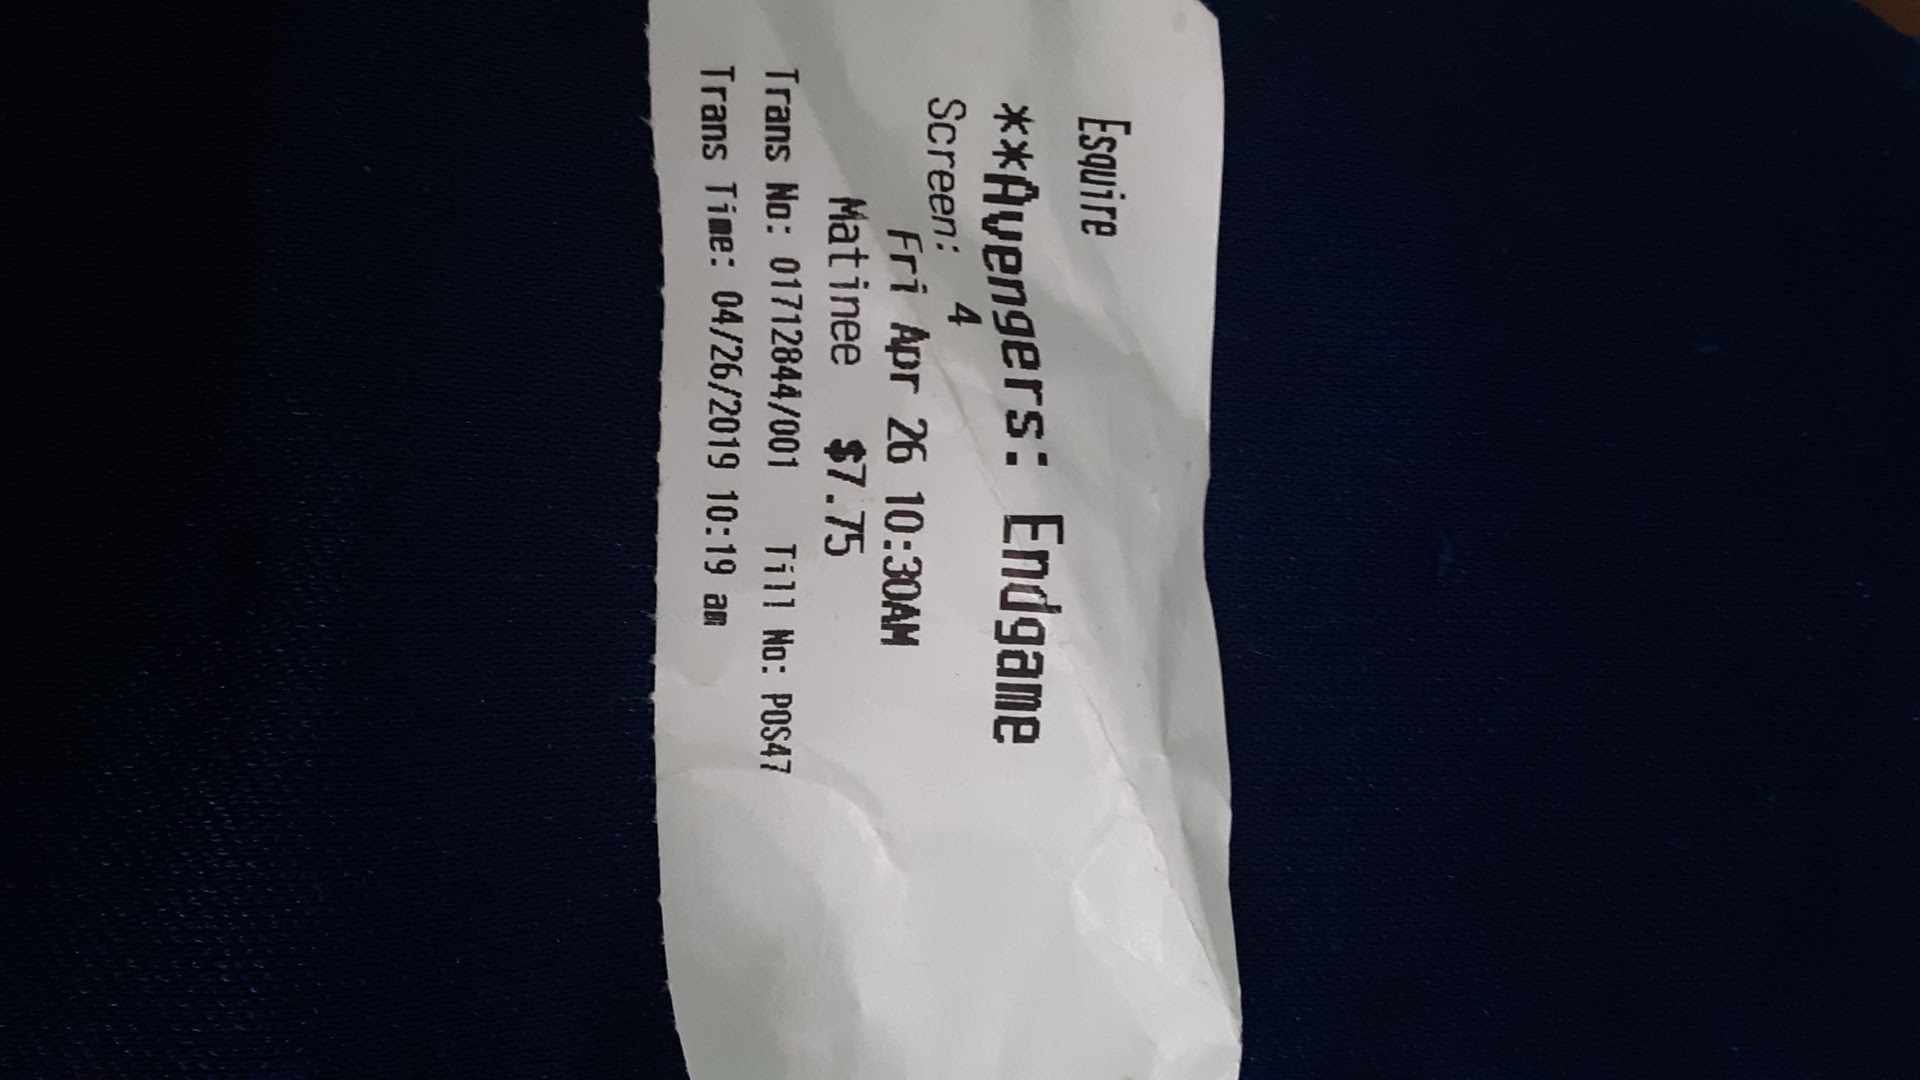 Esquire
**Avengers: Endgame
Screen: 4
Fri Apr 26 10:30AM
Matinee $7.75
Trans No: 01712844/001 Till No: POS47
Trans Time: 04/26/2019 10:19 am